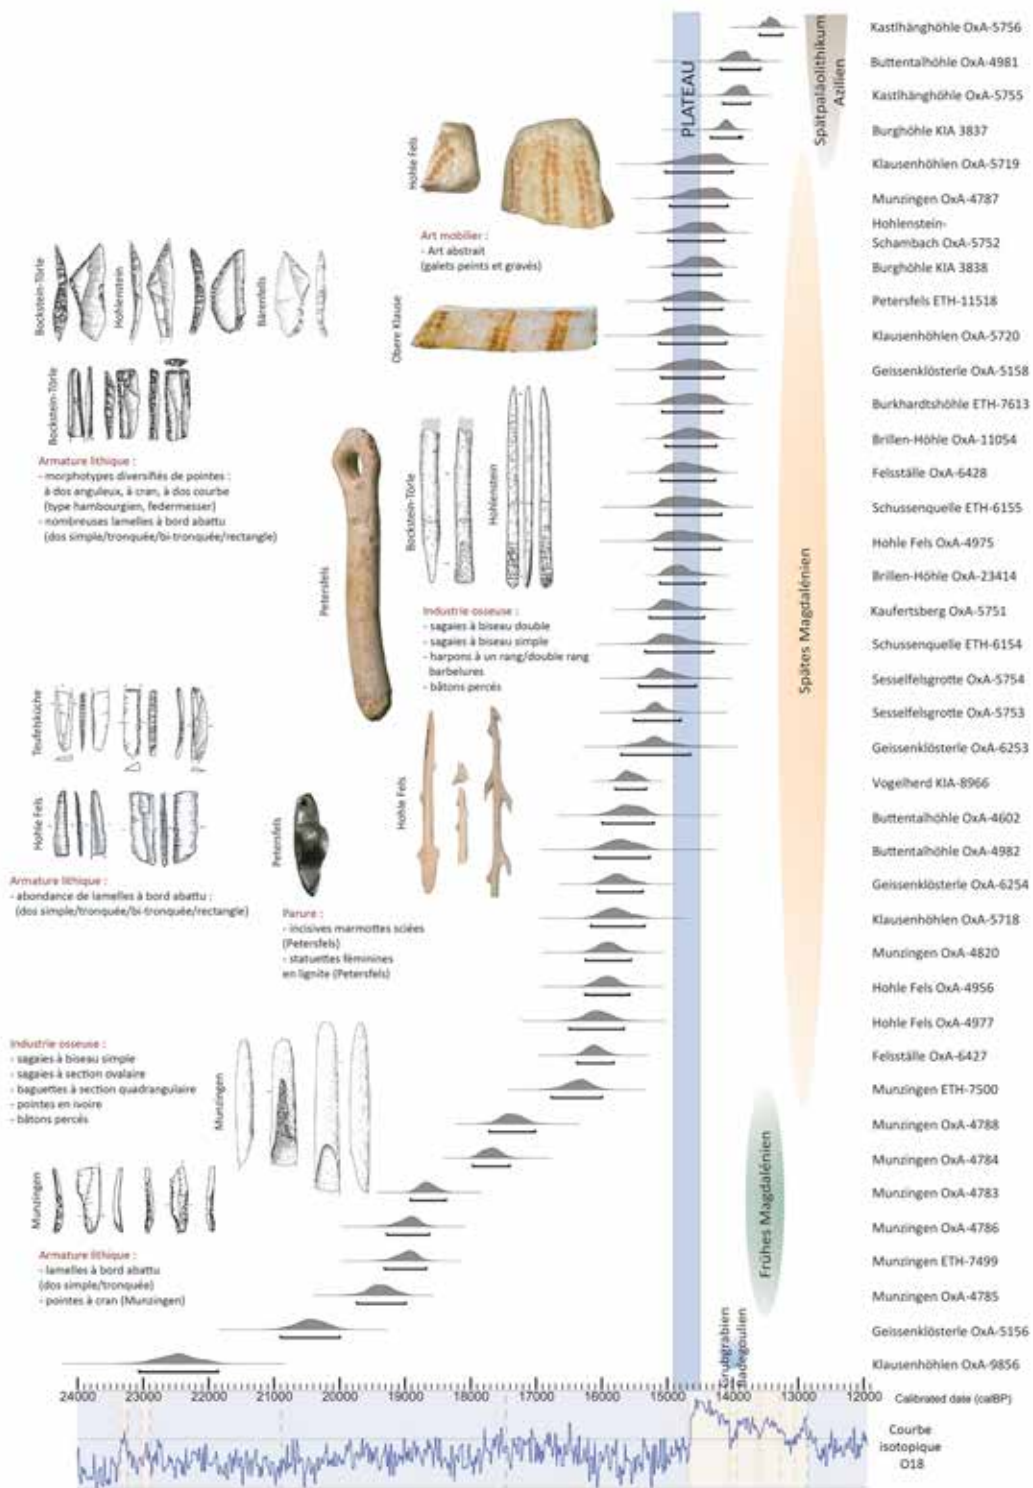 Kastlhänghöhle OxA-5756
Buttentalhöhle OxA-4981
Kastlhänghöhle OxA-5755
Burghöhle KIA 3837
Klausenhöhlen OxA-5719
Munzingen OxA-4787
Hohlenstein-
Schambach OxA-5752
Burghöhle KIA 3838
Petersfels ETH-11518
Klausenhöhlen OxA-5720
Geissenklösterle OxA-5158
Burkhardtshöhle ETH-7613
Brillen-Höhle OxA-11054
Felsställe OxA-6428
Schussenquelle ETH-6155
Hohle Fels OxA-4975
Brillen-Höhle OxA-23414
Kaufertsberg OxA-5751
Schussenquelle ETH-6154
Sesselfelsgrotte OxA-5754
Sesselfelsgrotte OxA-5753
Geissenklösterle OxA-6253
Vogelherd KIA-8966
Buttentalhöhle OxA-4602
Buttentalhöhle OxA-4982
Geissenklösterle OxA-6254
Klausenhöhlen OxA-5718
Munzingen OxA-4820
Hohle Fels OxA-4956
Hohle Fels OxA-4977
Felsställe OxA-6427
Munzingen ETH-7500
Munzingen OxA-4788
Munzingen OxA-4784
Munzingen OxA-4783
Munzingen OxA-4786
Munzingen ETH-7499
Munzingen OxA-4785
Geissenklösterle OxA-5156
Klausenhöhlen OxA-9856
PLATEAU
Spätpaläolithikum
Azilien
Spätes Magdalénien
Frühes Magdalénien
Grubgrabien
Badegoulien
Hohle Fels
Art mobilier :
- Art abstrait
(galets peints et gravés)
Obere Klause
Bockstein-Törle
Hohlenstein
Bärenfels
Bockstein-Törle
Armature lithique :
- morphotypes diversifiés de pointes :
à dos anguleux, à cran, à dos courbe
(type hambourgien, federmesser)
- nombreuses lamelles à bord abattu
(dos simple/tronquée/bi-tronquée/rectangle)
Petersfels
Bockstein-Törle
Hohlenstein
Industrie osseuse :
- sagaies à biseau double
- sagaies à biseau simple
- harpons à un rang/double rang
barbelures
- bâtons percés
Teufelsküche
Hohle Fels
Armature lithique :
- abondance de lamelles à bord abattu :
(dos simple/tronquée/bi-tronquée/rectangle)
Petersfels
Hohle Fels
Parure :
- incisives marmottes sciées
(Petersfels)
- statuettes féminines
en lignite (Petersfels)
Industrie osseuse :
- sagaies à biseau simple
- sagaies à section ovalaire
- baguettes à section quadrangulaire
- pointes en ivoire
- bâtons percés
Munzingen
Munzingen
Armature lithique :
- lamelles à bord abattu
(dos simple/tronquée)
- pointes à cran (Munzingen)
24000 23000 22000 21000 20000 19000 18000 17000 16000 15000 14000 13000 12000
Calibrated date (calBP)
Courbe
isotopique
O18